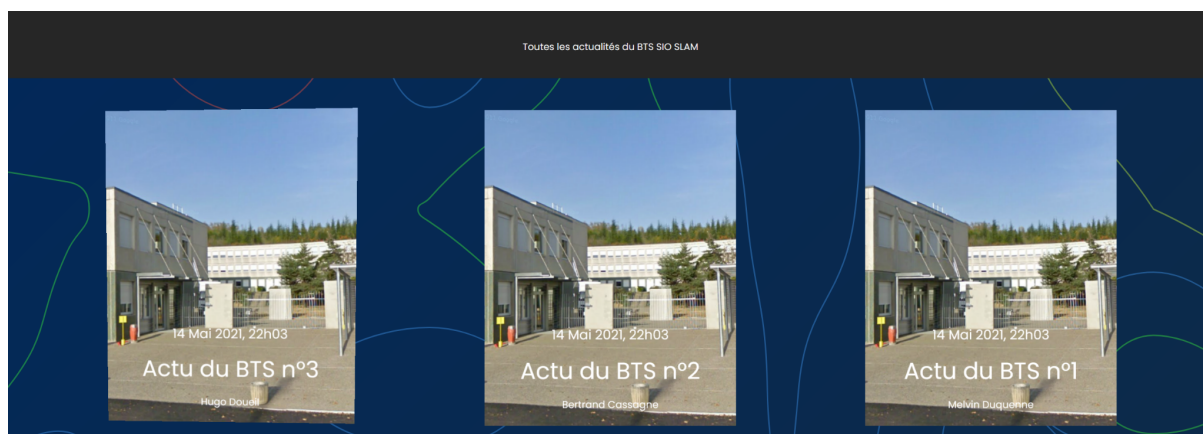 Toutes les actualités du BTS SIO SLAM
14 Mai 2021, 22h03
Actu du BTS n°3
Hugo Doueil
14 Mai 2021, 22h03
Actu du BTS n°2
Bertrand Cassagne
14 Mai 2021, 22h03
Actu du BTS n°1
Melvin Duquenne